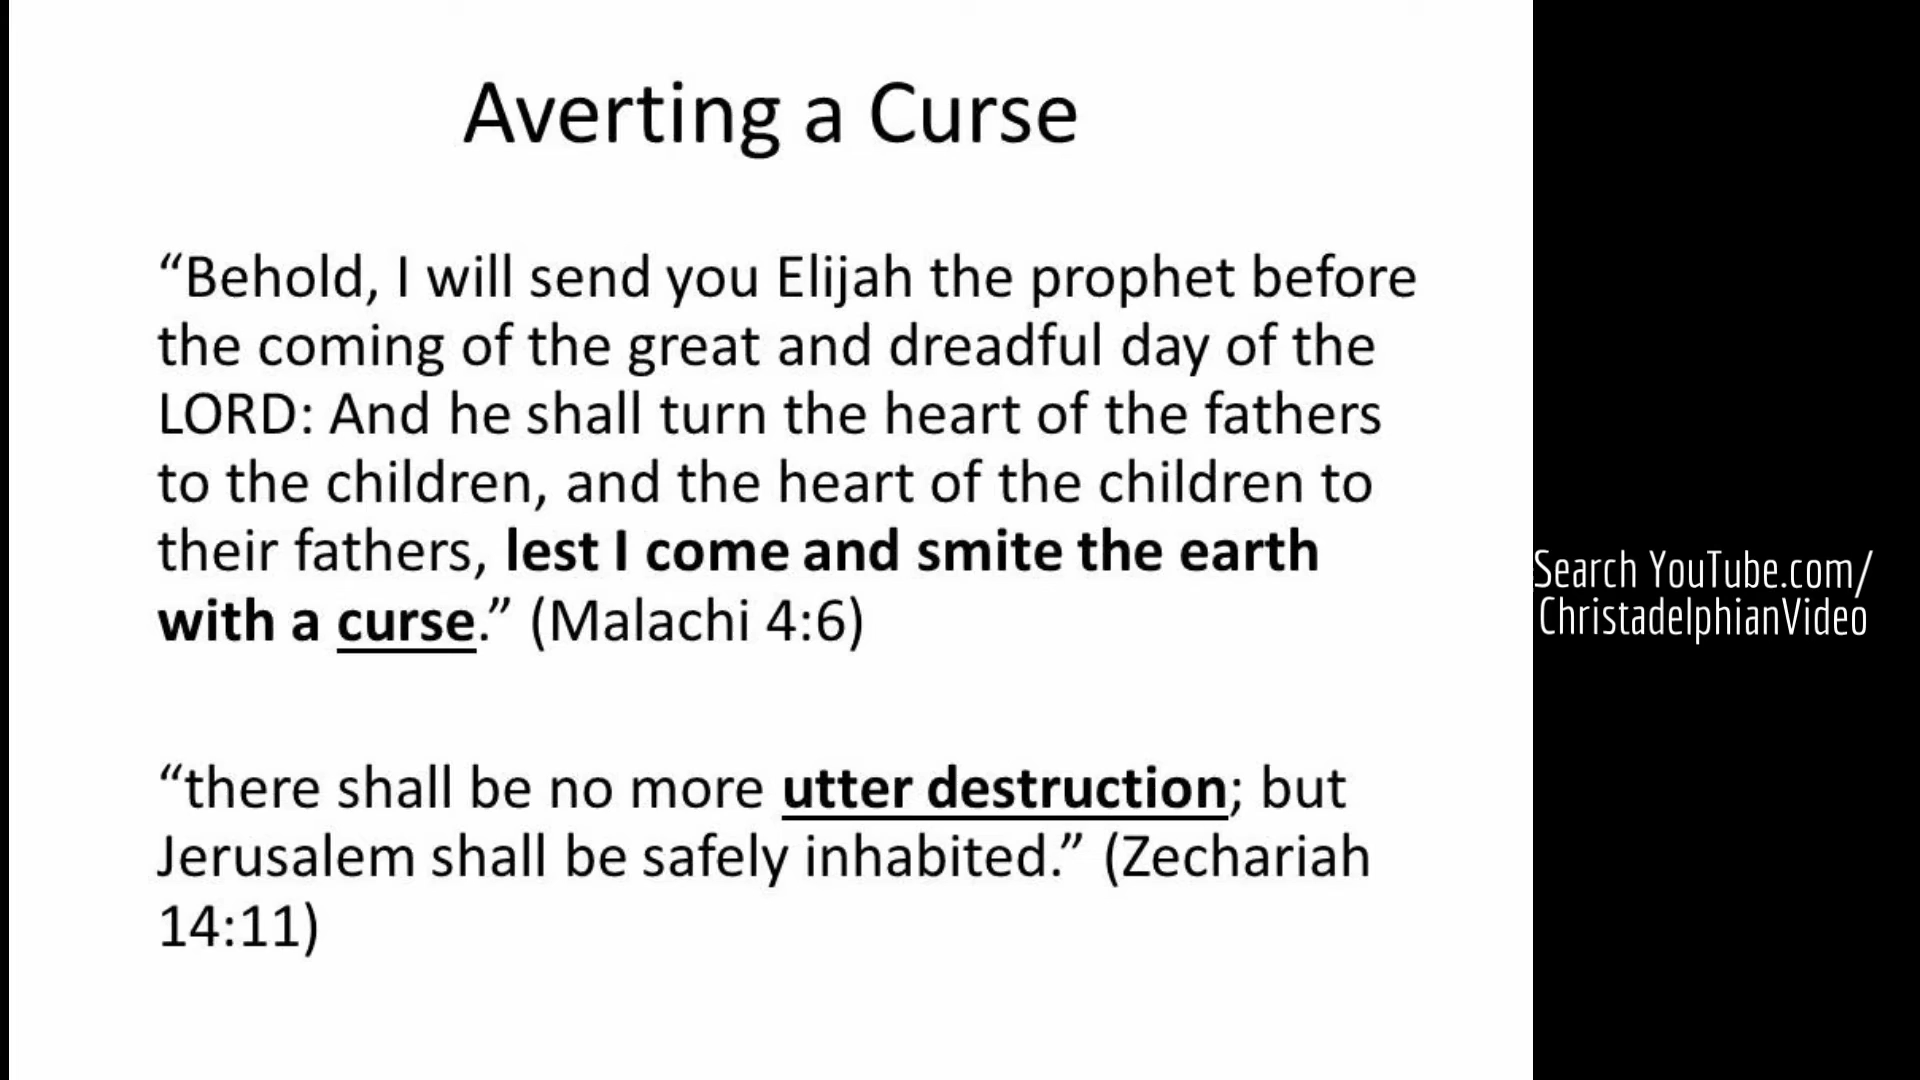 Averting a Curse
“Behold, I will send you Elijah the prophet before
the coming of the great and dreadful day of the
LORD: And he shall turn the heart of the fathers
to the children, and the heart of the children to
their fathers, lest I come and smite the earth
with a curse.” (Malachi 4:6)
“there shall be no more utter destruction; but
Jerusalem shall be safely inhabited.” (Zechariah
14:11)
Search YouTube.com/
ChristadelphianVideo